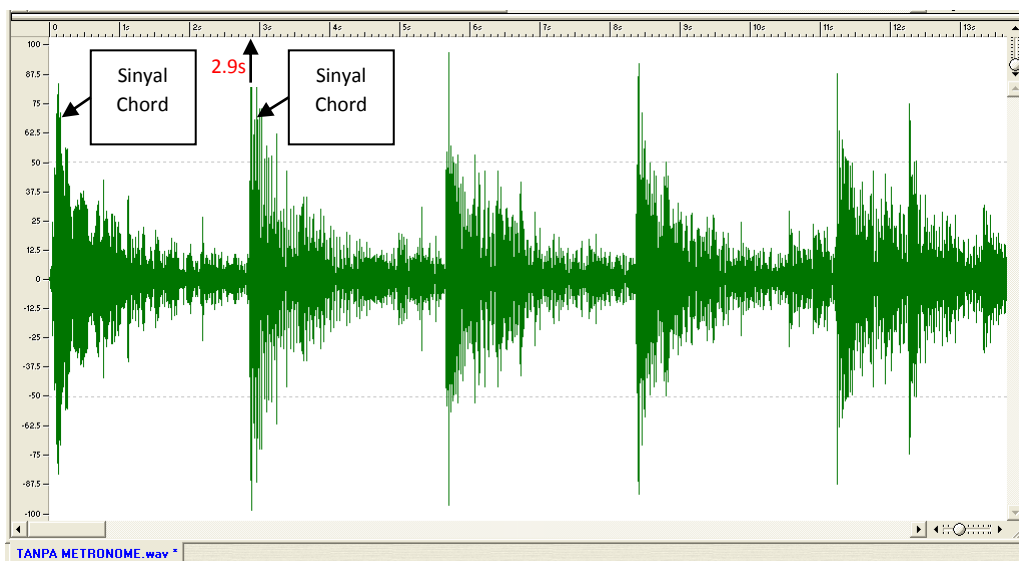 0 1s 2s 3s 4s 5s 6s 7s 8s 9s 10s 11s 12s 13s
100
2.9s
Sinyal
Chord
Sinyal
Chord
87.5
75
62.5
50
37.5
25
12.5
0
-12.5
-25
-37.5
-50
-62.5
-75
-87.5
-100
TANPA METRONOME.wav *